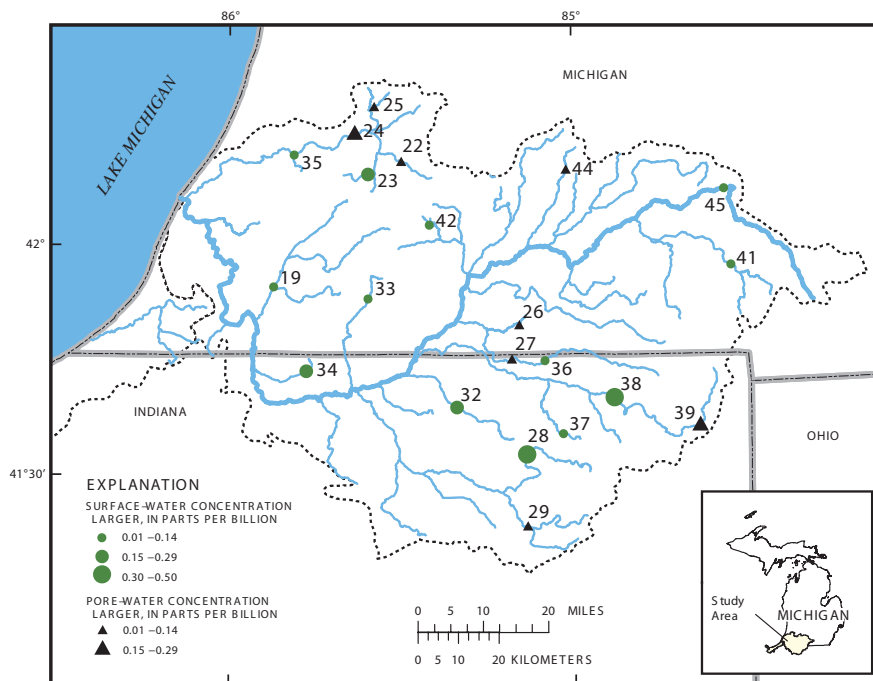 86°
85°
MICHIGAN
LAKE MICHIGAN
25
24
22
35
23
44
45
42
42°
41
19
33
26
27
36
34
38
32
39
37
INDIANA
28
OHIO
41°30′
29
EXPLANATION
SURFACE–WATER CONCENTRATION
LARGER, IN PARTS PER BILLION
0.01 –0.14
0.15 –0.29
0.30 –0.50
PORE–WATER CONCENTRATION
LARGER, IN PARTS PER BILLION
0.01 –0.14
0.15 –0.29
0 5 10 20 MILES
0 5 10 20 KILOMETERS
Study
Area
MICHIGAN